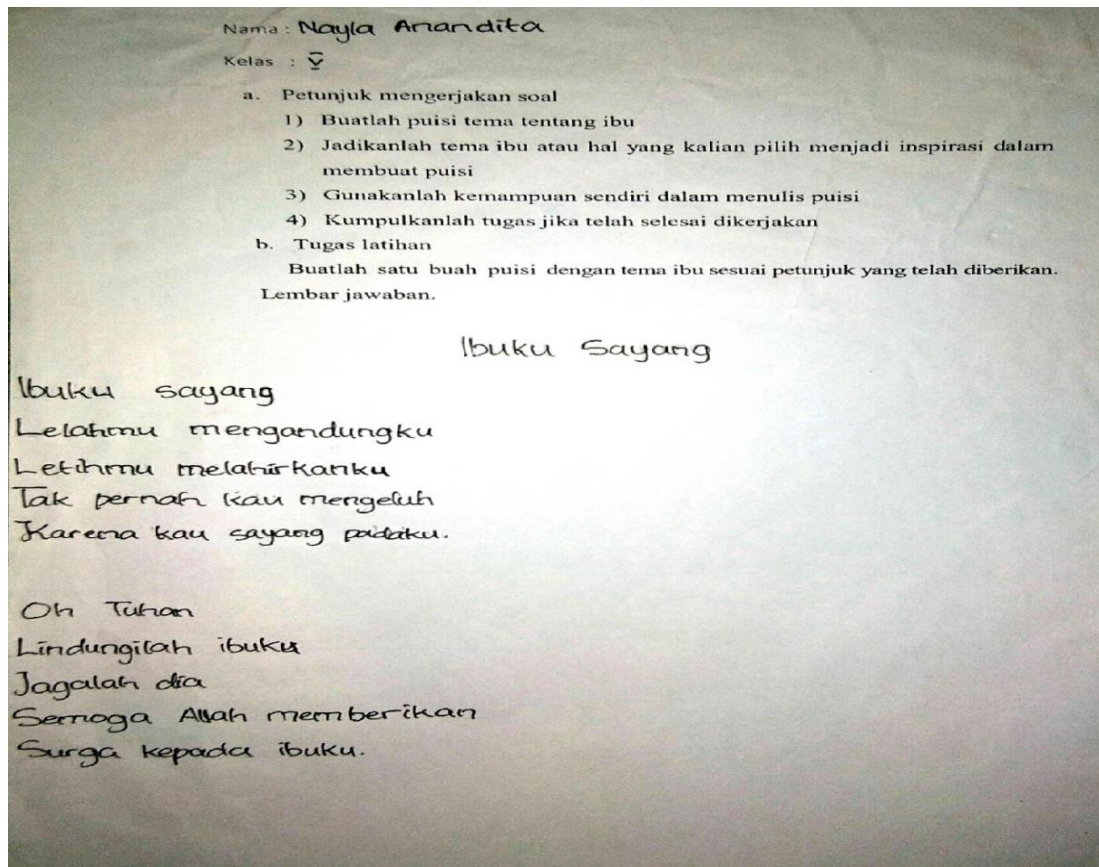 Nama : Nayla Anandita
Kelas : V
a. Petunjuk mengerjakan soal
1) Buatlah puisi tema tentang ibu
2) Jadikanlah tema ibu atau hal yang kalian pilih menjadi inspirasi dalam
membuat puisi
3) Gunakanlah kemampuan sendiri dalam menulis puisi
4) Kumpulkanlah tugas jika telah selesai dikerjakan
b. Tugas latihan
Buatlah satu buah puisi dengan tema ibu sesuai petunjuk yang telah diberikan.
Lembar jawaban.
Ibuku Sayang
Ibuku sayang
Lelahmu mengandungku
Letihmu melahirkanku
Tak pernah kau mengeluh
Karena kau sayang padaku.
Oh Tuhan
Lindungilah ibuku
Jagalah dia
Semoga Allah memberikan
Surga kepada ibuku.